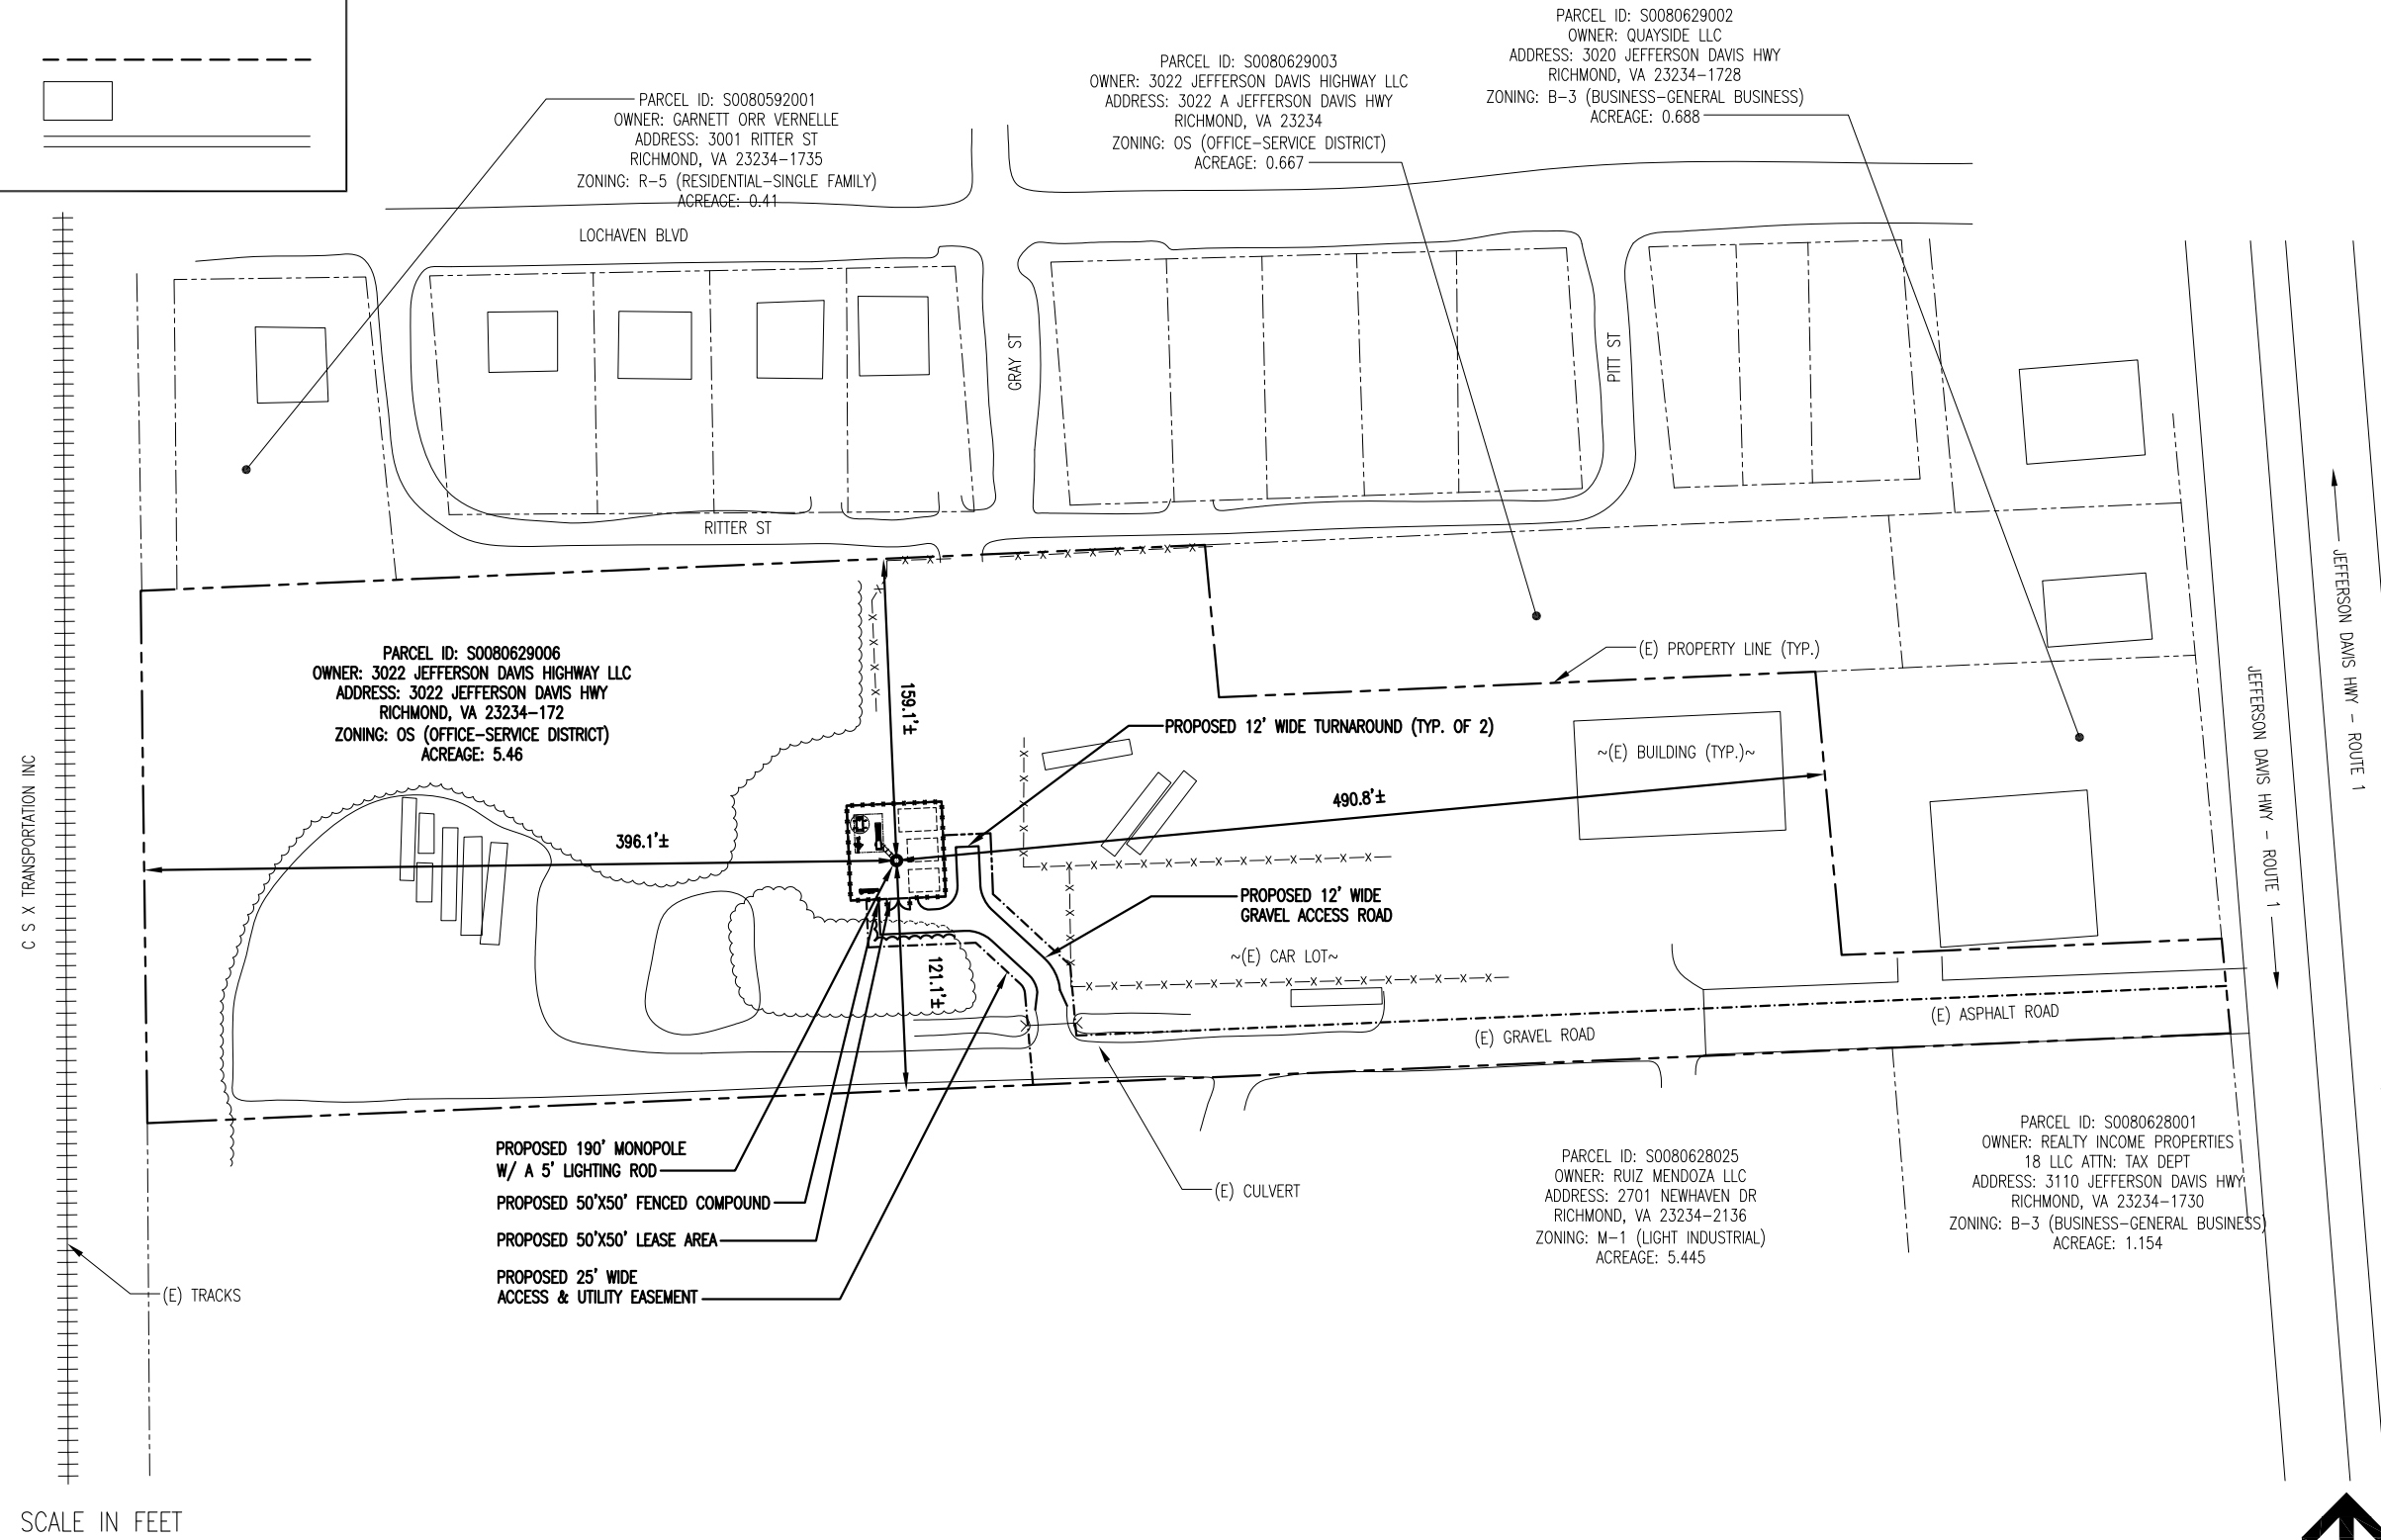 PARCEL ID: S0080629002
OWNER: QUAYSIDE LLC
ADDRESS: 3020 JEFFERSON DAVIS HWY
RICHMOND, VA 23234-1728
ZONING: B-3 (BUSINESS-GENERAL BUSINESS)
ACREAGE: 0.688
PARCEL ID: S0080629003
OWNER: 3022 JEFFERSON DAVIS HIGHWAY LLC
ADDRESS: 3022 A JEFFERSON DAVIS HWY
RICHMOND, VA 23234
ZONING: OS (OFFICE-SERVICE DISTRICT)
ACREAGE: 0.667
PARCEL ID: S0080592001
OWNER: GARNETT ORR VERNELLE
ADDRESS: 3001 RITTER ST
RICHMOND, VA 23234-1735
ZONING: R-5 (RESIDENTIAL-SINGLE FAMILY)
ACREAGE: 0.41
LOCHAVEN BLVD
GRAY ST
PITT ST
RITTER ST
JEFFERSON DAVIS HWY - ROUTE 1
JEFFERSON DAVIS HWY - ROUTE 1
PARCEL ID: S0080629006
OWNER: 3022 JEFFERSON DAVIS HIGHWAY LLC
ADDRESS: 3022 JEFFERSON DAVIS HWY
RICHMOND, VA 23234-172
ZONING: OS (OFFICE-SERVICE DISTRICT)
ACREAGE: 5.46
(E) PROPERTY LINE (TYP.)
159.1'±
PROPOSED 12' WIDE TURNAROUND (TYP. OF 2)
~(E) BUILDING (TYP.)~
490.8'±
396.1'±
C S X TRANSPORTATION INC
PROPOSED 12' WIDE
GRAVEL ACCESS ROAD
~(E) CAR LOT~
121.1'±
(E) ASPHALT ROAD
(E) GRAVEL ROAD
PROPOSED 190' MONOPOLE
W/ A 5' LIGHTING ROD
PROPOSED 50'X50' FENCED COMPOUND
PROPOSED 50'X50' LEASE AREA
PROPOSED 25' WIDE
ACCESS & UTILITY EASEMENT
(E) CULVERT
PARCEL ID: S0080628025
OWNER: RUIZ MENDOZA LLC
ADDRESS: 2701 NEWHAVEN DR
RICHMOND, VA 23234-2136
ZONING: M-1 (LIGHT INDUSTRIAL)
ACREAGE: 5.445
PARCEL ID: S0080628001
OWNER: REALTY INCOME PROPERTIES
18 LLC ATTN: TAX DEPT
ADDRESS: 3110 JEFFERSON DAVIS HWY
RICHMOND, VA 23234-1730
ZONING: B-3 (BUSINESS-GENERAL BUSINESS)
ACREAGE: 1.154
(E) TRACKS
SCALE IN FEET